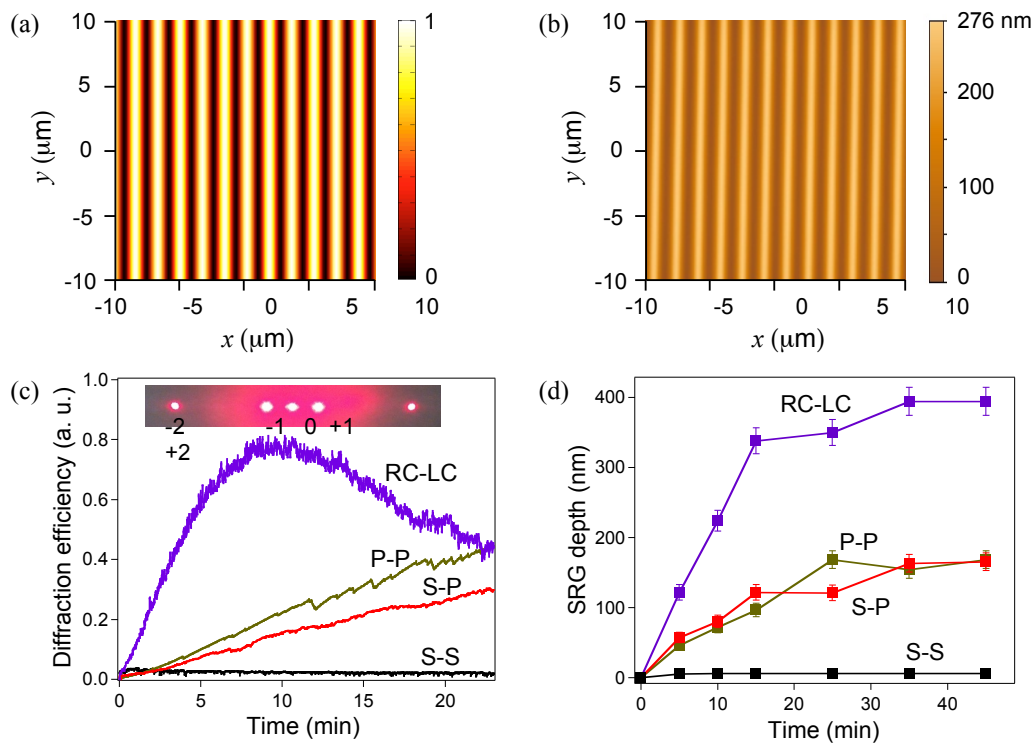 (a)
1
0
10
5
0
-5
-10
y (μm)
-10
-5
0
5
10
x (μm)
(b)
276 nm
200
100
0
10
5
0
-5
-10
y (μm)
-10
-5
0
5
10
x (μm)
(c)
1.0
0.8
0.6
0.4
0.2
0.0
Diffraction efficiency (a. u.)
-2 -1 0 +1
+2
RC-LC
P-P
S-P
S-S
0 5 10 15 20
Time (min)
(d)
400
300
200
100
0
SRG depth (nm)
RC-LC
P-P
S-P
S-S
0 10 20 30 40
Time (min)